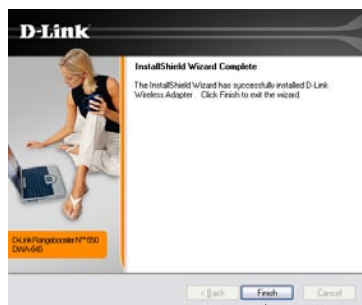 D-Link
InstallShield Wizard Complete
The InstallShield Wizard has successfully installed D-Link
Wireless Adapter. Click Finish to exit the wizard.
D-Link Rangebooster N™ 650
DWA-645
< Back
Finish
Cancel